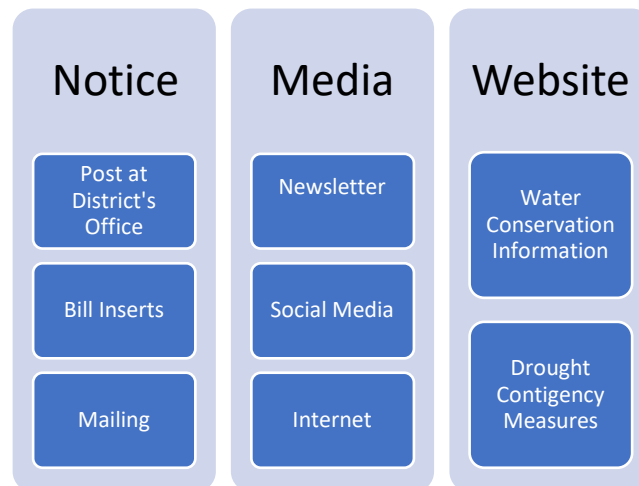 Notice
Post at
District's
Office
Bill Inserts
Mailing
Media
Newsletter
Social Media
Internet
Website
Water
Conservation
Information
Drought
Contigency
Measures